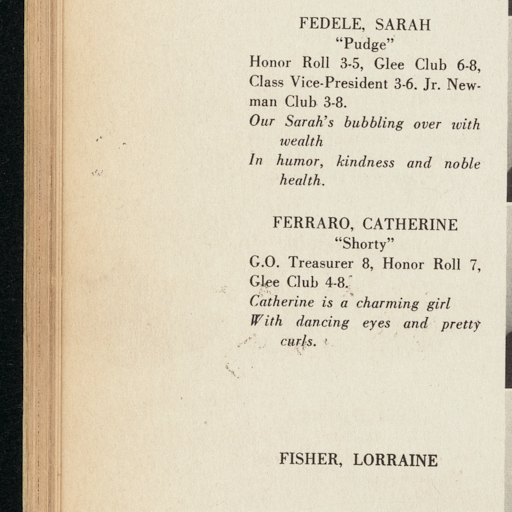 FEDELE, SARAH
"Pudge"
Honor Roll 3-5, Glee Club 6-8,
Class Vice-President 3-6. Jr. New-
man Club 3-8.
Our Sarah's bubbling over with
wealth
In humor, kindness and noble
health.
FERRARO, CATHERINE
"Shorty"
G.O. Treasurer 8, Honor Roll 7,
Glee Club 4-8.
Catherine is a charming girl
With dancing eyes and pretty
curls.
FISHER, LORRAINE